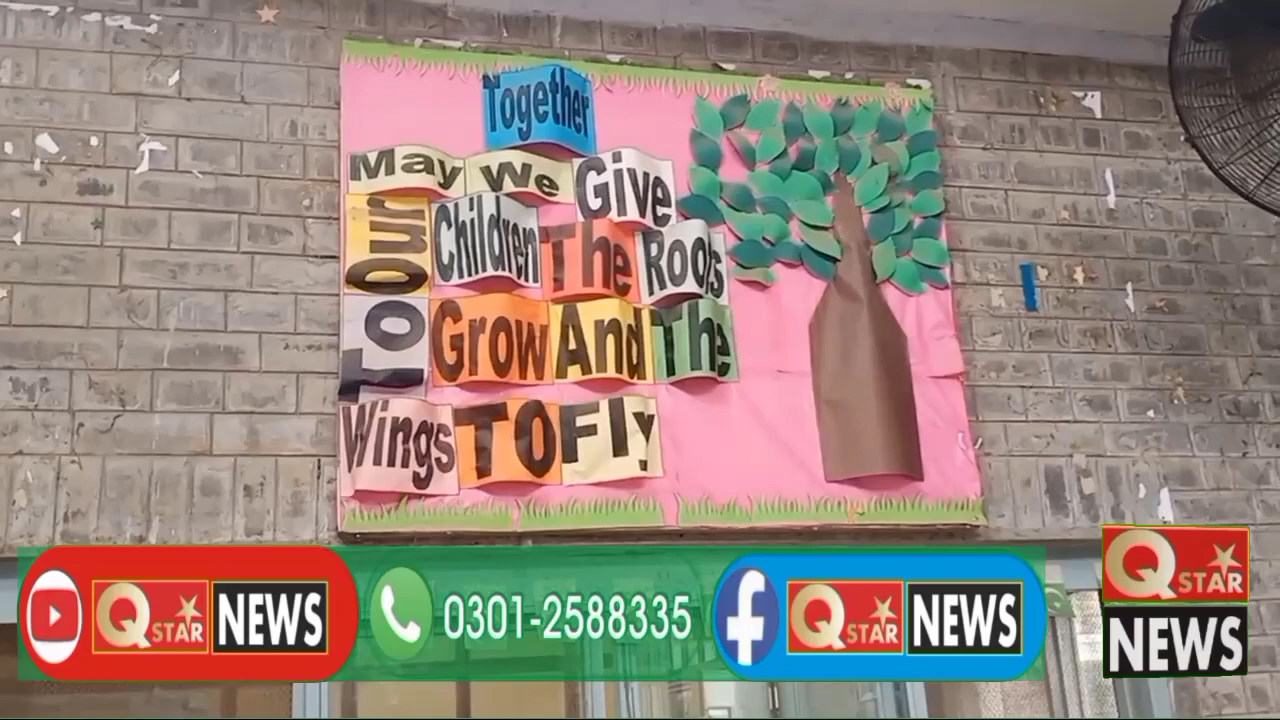 Together
May We Give
Our Children The Roots
To Grow And The
Wings TO Fly
Q STAR NEWS
0301-2588335
f Q STAR NEWS
Q STAR
NEWS